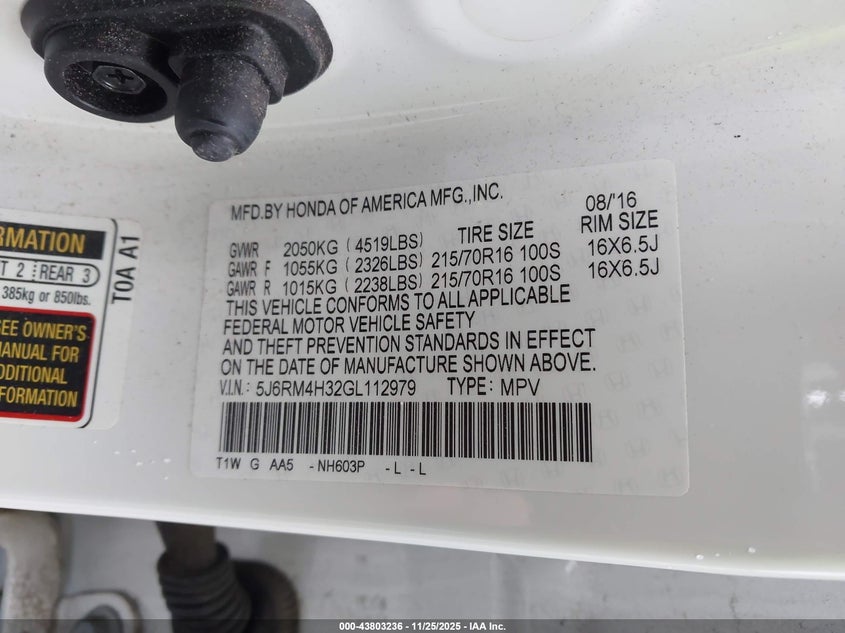 MFD.BY HONDA OF AMERICA MFG.,INC. 08/'16
TIRE SIZE RIM SIZE
GVWR 2050KG ( 4519LBS)
GAWR F 1055KG ( 2326LBS) 215/70R16 100S 16X6.5J
GAWR R 1015KG ( 2238LBS) 215/70R16 100S 16X6.5J
THIS VEHICLE CONFORMS TO ALL APPLICABLE
FEDERAL MOTOR VEHICLE SAFETY
AND THEFT PREVENTION STANDARDS IN EFFECT
ON THE DATE OF MANUFACTURE SHOWN ABOVE.
V.I.N.: 5J6RM4H32GL112979 TYPE: MPV
T1W G AA5 -NH603P -L -L
2 REAR 3
385kg or 850lbs.
T0A A1
SEE OWNER'S
MANUAL FOR
000-43803236 - 11/25/2025 - IAA Inc.